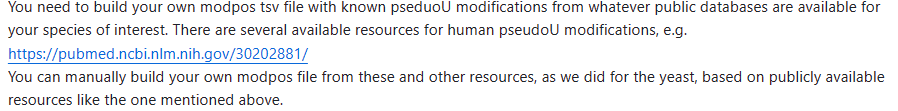 You need to build your own modpos tsv file with known pseduoU modifications from whatever public databases are available for
your species of interest. There are several available resources for human pseudoU modifications, e.g.
https://pubmed.ncbi.nlm.nih.gov/30202881/
You can manually build your own modpos file from these and other resources, as we did for the yeast, based on publicly available
resources like the one mentioned above.